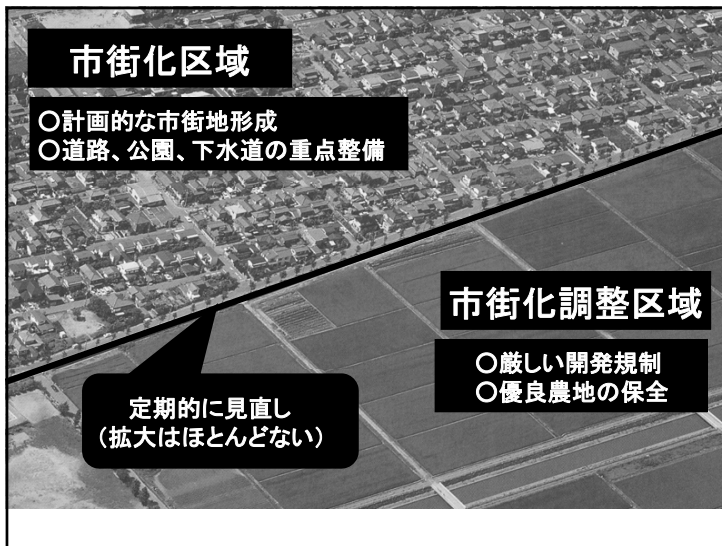 市街化区域
○計画的な市街地形成
○道路、公園、下水道の重点整備
市街化調整区域
○厳しい開発規制
○優良農地の保全
定期的に見直し
（拡大はほとんどない）